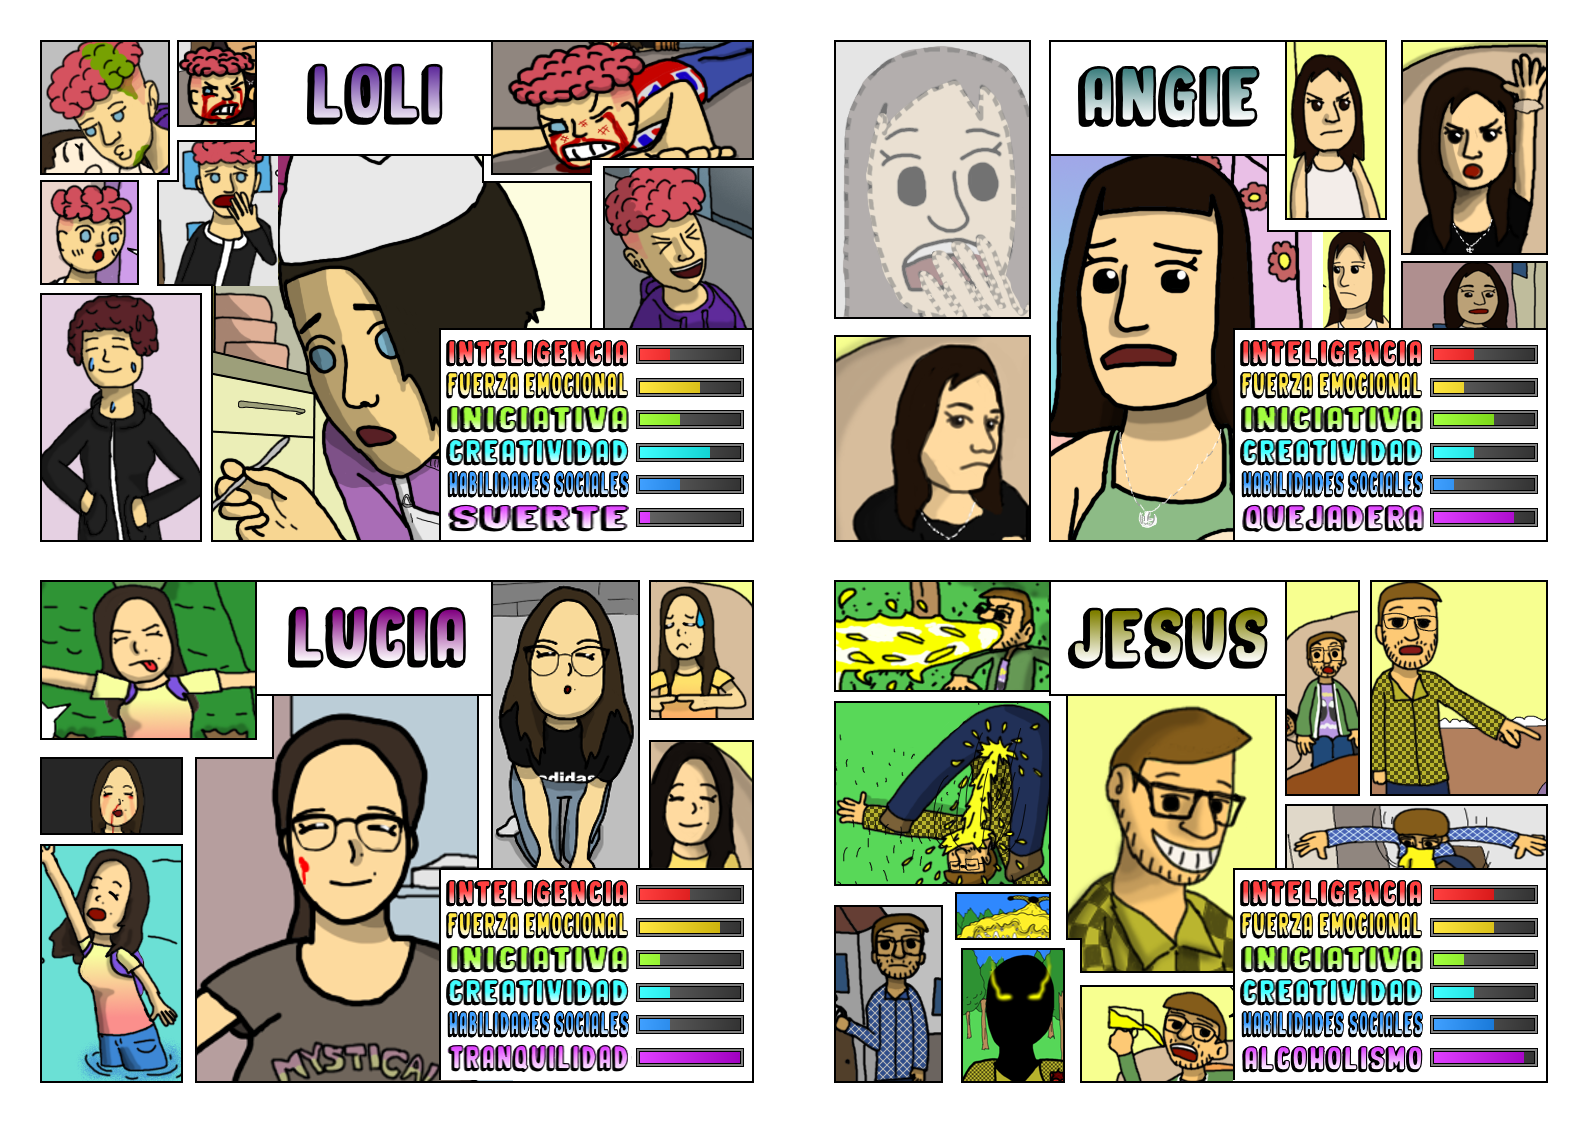 LOLI
INTELIGENCIA
FUERZA EMOCIONAL
INICIATIVA
CREATIVIDAD
HABILIDADES SOCIALES
SUERTE
ANGIE
INTELIGENCIA
FUERZA EMOCIONAL
INICIATIVA
CREATIVIDAD
HABILIDADES SOCIALES
QUEJADERA
LUCIA
adidas
MYSTICAL
INTELIGENCIA
FUERZA EMOCIONAL
INICIATIVA
CREATIVIDAD
HABILIDADES SOCIALES
TRANQUILIDAD
JESUS
INTELIGENCIA
FUERZA EMOCIONAL
INICIATIVA
CREATIVIDAD
HABILIDADES SOCIALES
ALCOHOLISMO